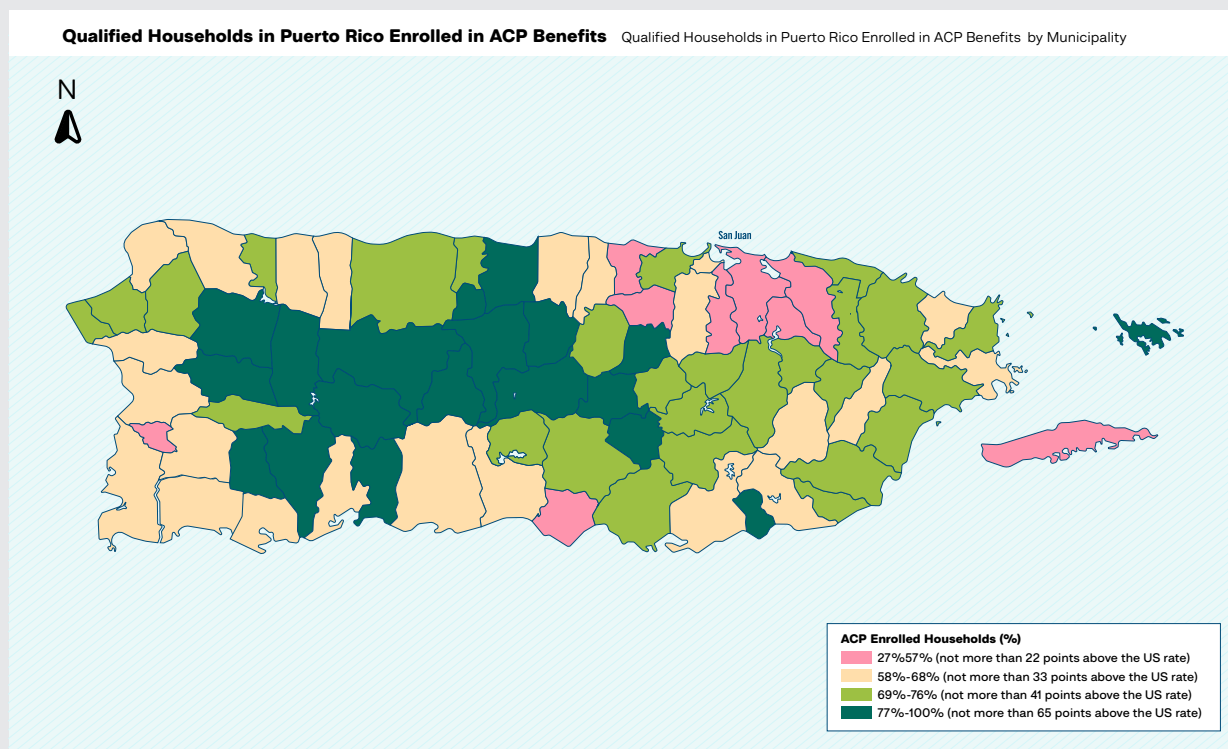 Qualified Households in Puerto Rico Enrolled in ACP Benefits Qualified Households in Puerto Rico Enrolled in ACP Benefits by Municipality
N
San Juan
ACP Enrolled Households (%)
27%57% (not more than 22 points above the US rate)
58%-68% (not more than 33 points above the US rate)
69%-76% (not more than 41 points above the US rate)
77%-100% (not more than 65 points above the US rate)